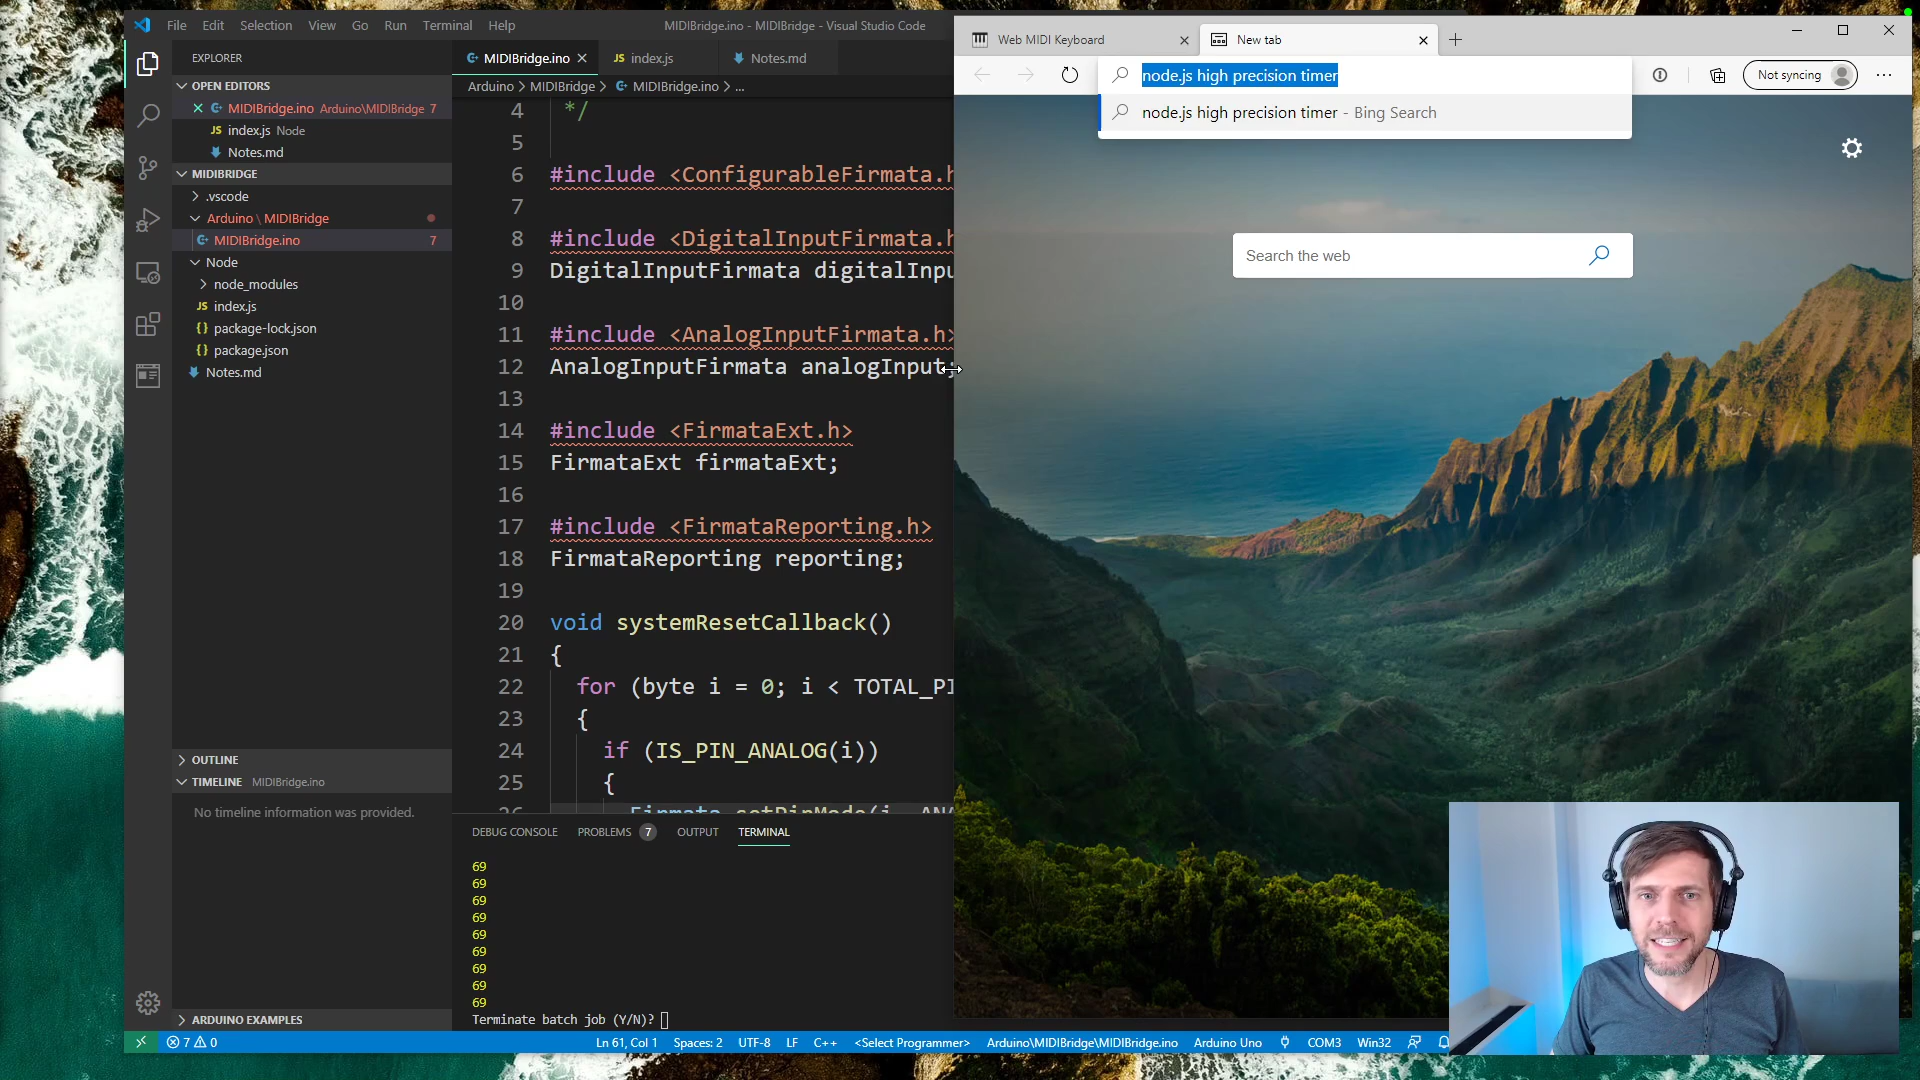 File Edit Selection View Go Run Terminal Help
MIDIBridge.ino - MIDIBridge - Visual Studio Code
EXPLORER
OPEN EDITORS
MIDIBridge.ino Arduino\MIDIBridge 7
JS index.js Node
Notes.md
MIDIBRIDGE
.vscode
Arduino \ MIDIBridge
MIDIBridge.ino 7
Node
node_modules
JS index.js
{} package-lock.json
{} package.json
Notes.md
OUTLINE
TIMELINE MIDIBridge.ino
No timeline information was provided.
ARDUINO EXAMPLES
MIDIBridge.ino
JS index.js
Notes.md
Arduino > MIDIBridge > MIDIBridge.ino > ...
4 */
5
6 #include <ConfigurableFirmata.h
7
8 #include <DigitalInputFirmata.h
9 DigitalInputFirmata digitalInpu
10
11 #include <AnalogInputFirmata.h>
12 AnalogInputFirmata analogInput;
13
14 #include <FirmataExt.h>
15 FirmataExt firmataExt;
16
17 #include <FirmataReporting.h>
18 FirmataReporting reporting;
19
20 void systemResetCallback()
21 {
22 for (byte i = 0; i < TOTAL_PI
23 {
24 if (IS_PIN_ANALOG(i))
25 {
26 Firmata.setPinMode(i, ANA
DEBUG CONSOLE PROBLEMS 7 OUTPUT TERMINAL
69
69
69
69
69
69
69
69
69
Terminate batch job (Y/N)?
7 0
Ln 61, Col 1 Spaces: 2 UTF-8 LF C++ <Select Programmer> Arduino\MIDIBridge\MIDIBridge.ino Arduino Uno COM3 Win32
Web MIDI Keyboard
New tab
node.js high precision timer
Not syncing
node.js high precision timer - Bing Search
Search the web